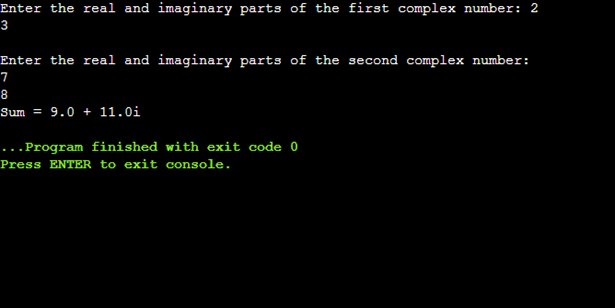 Enter the real and imaginary parts of the first complex number: 2
3
Enter the real and imaginary parts of the second complex number:
7
8
Sum = 9.0 + 11.0i
...Program finished with exit code 0
Press ENTER to exit console.